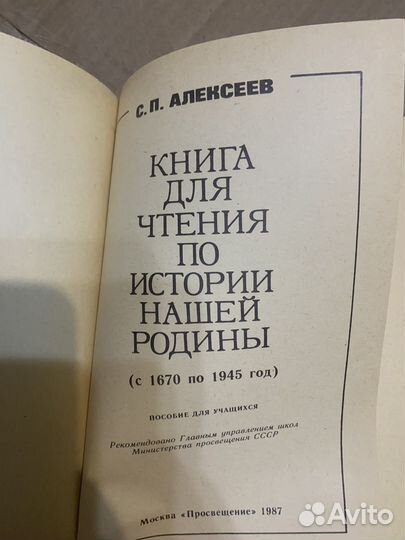 С.П. АЛЕКСЕЕВ
КНИГА
ДЛЯ
ЧТЕНИЯ
ПО
ИСТОРИИ
НАШЕЙ
РОДИНЫ
(с 1670 по 1945 год)
ПОСОБИЕ ДЛЯ УЧАЩИХСЯ
Рекомендовано Главным управлением школ
Министерства просвещения СССР
Москва «Просвещение» 1987
Avito